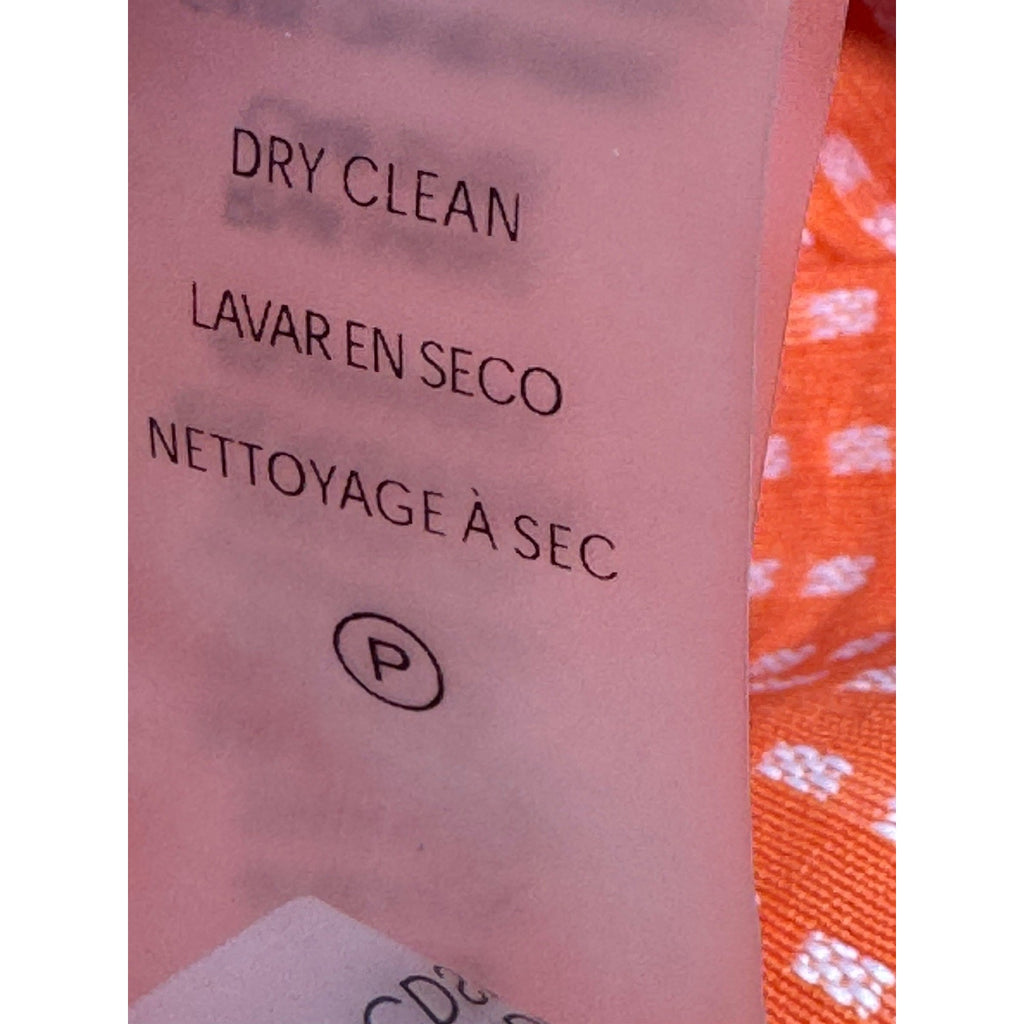 DRY CLEAN
LAVAR EN SECO
NETTOYAGE À SEC
P